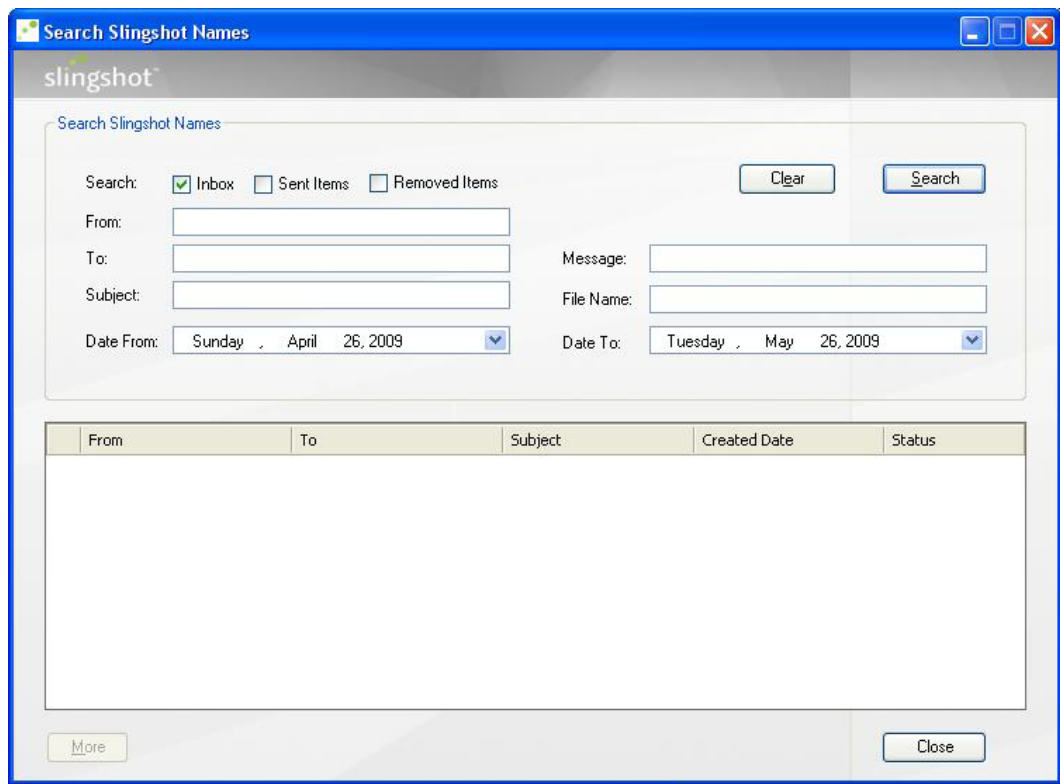 Search Slingshot Names
slingshot™
Search Slingshot Names
Search: Inbox Sent Items Removed Items Clear Search
From:
To: Message:
Subject: File Name:
Date From: Sunday , April 26, 2009 Date To: Tuesday , May 26, 2009
From To Subject Created Date Status
More Close